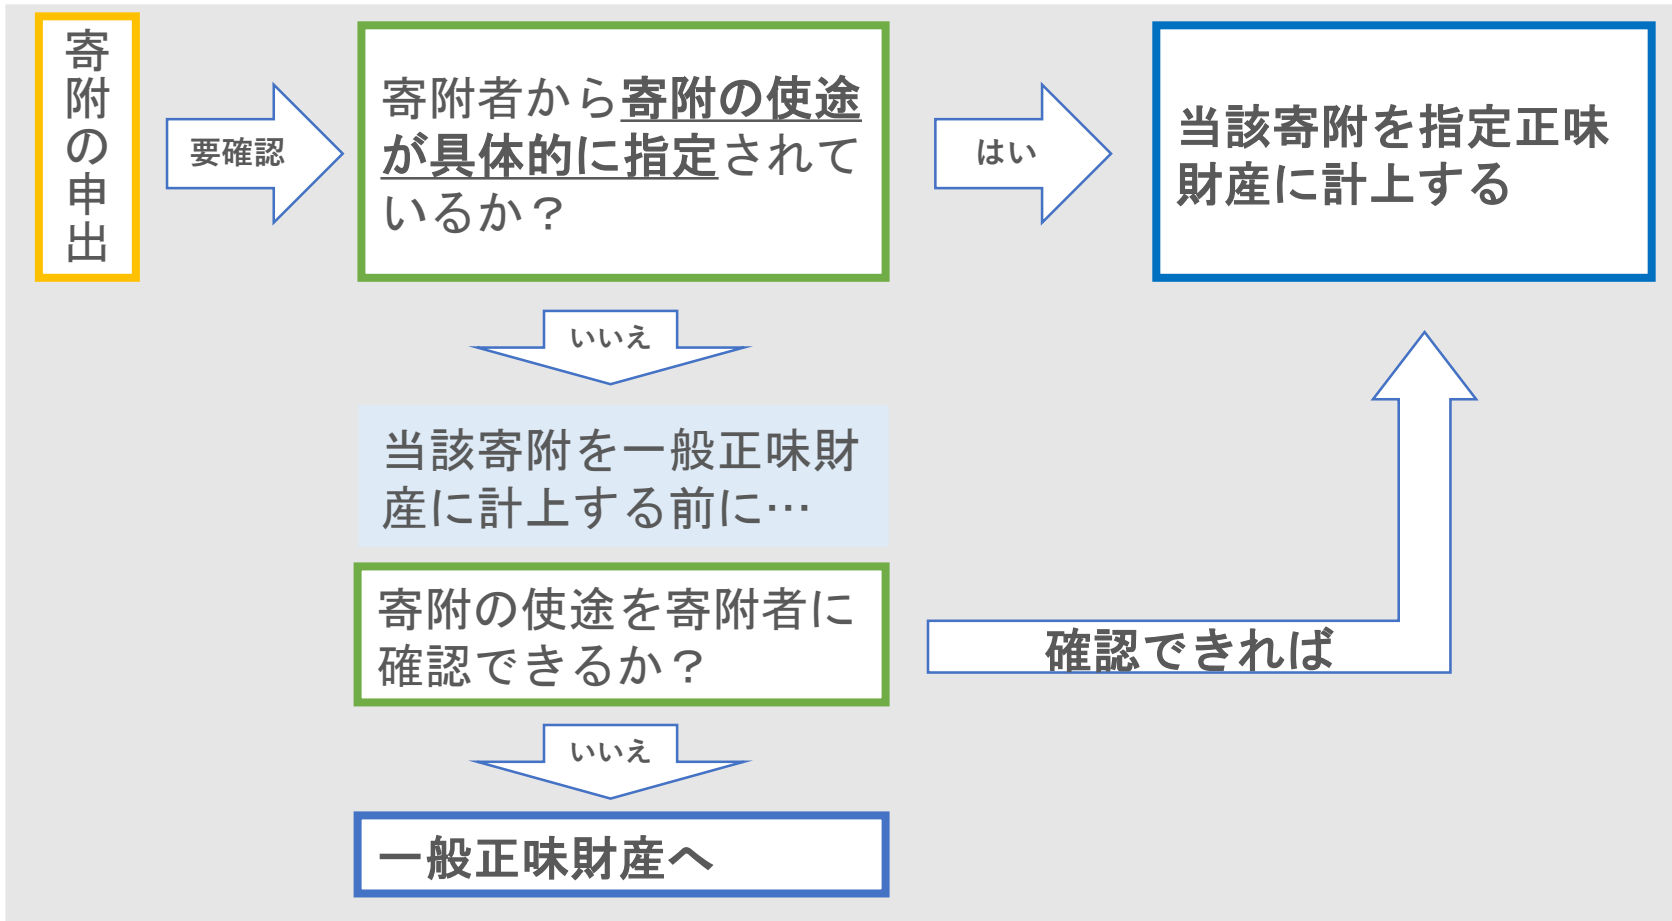 寄附の申出
要確認
寄附者から寄附の使途
が具体的に指定されて
いるか？
はい
当該寄附を指定正味
財産に計上する
いいえ
当該寄附を一般正味財
産に計上する前に…
寄附の使途を寄附者に
確認できるか？
確認できれば
いいえ
一般正味財産へ